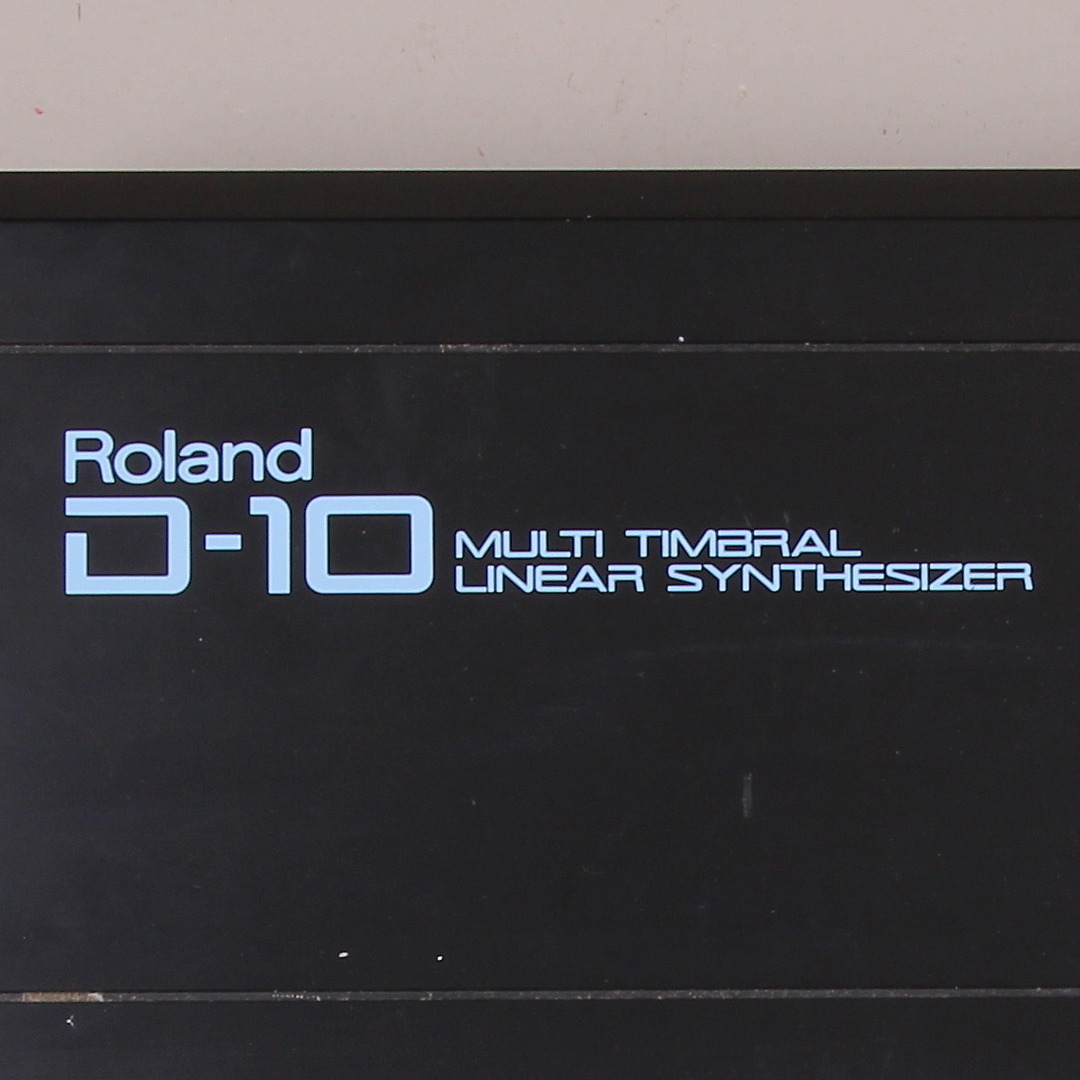 Roland
D-10
MULTI TIMBRAL
LINEAR SYNTHESIZER